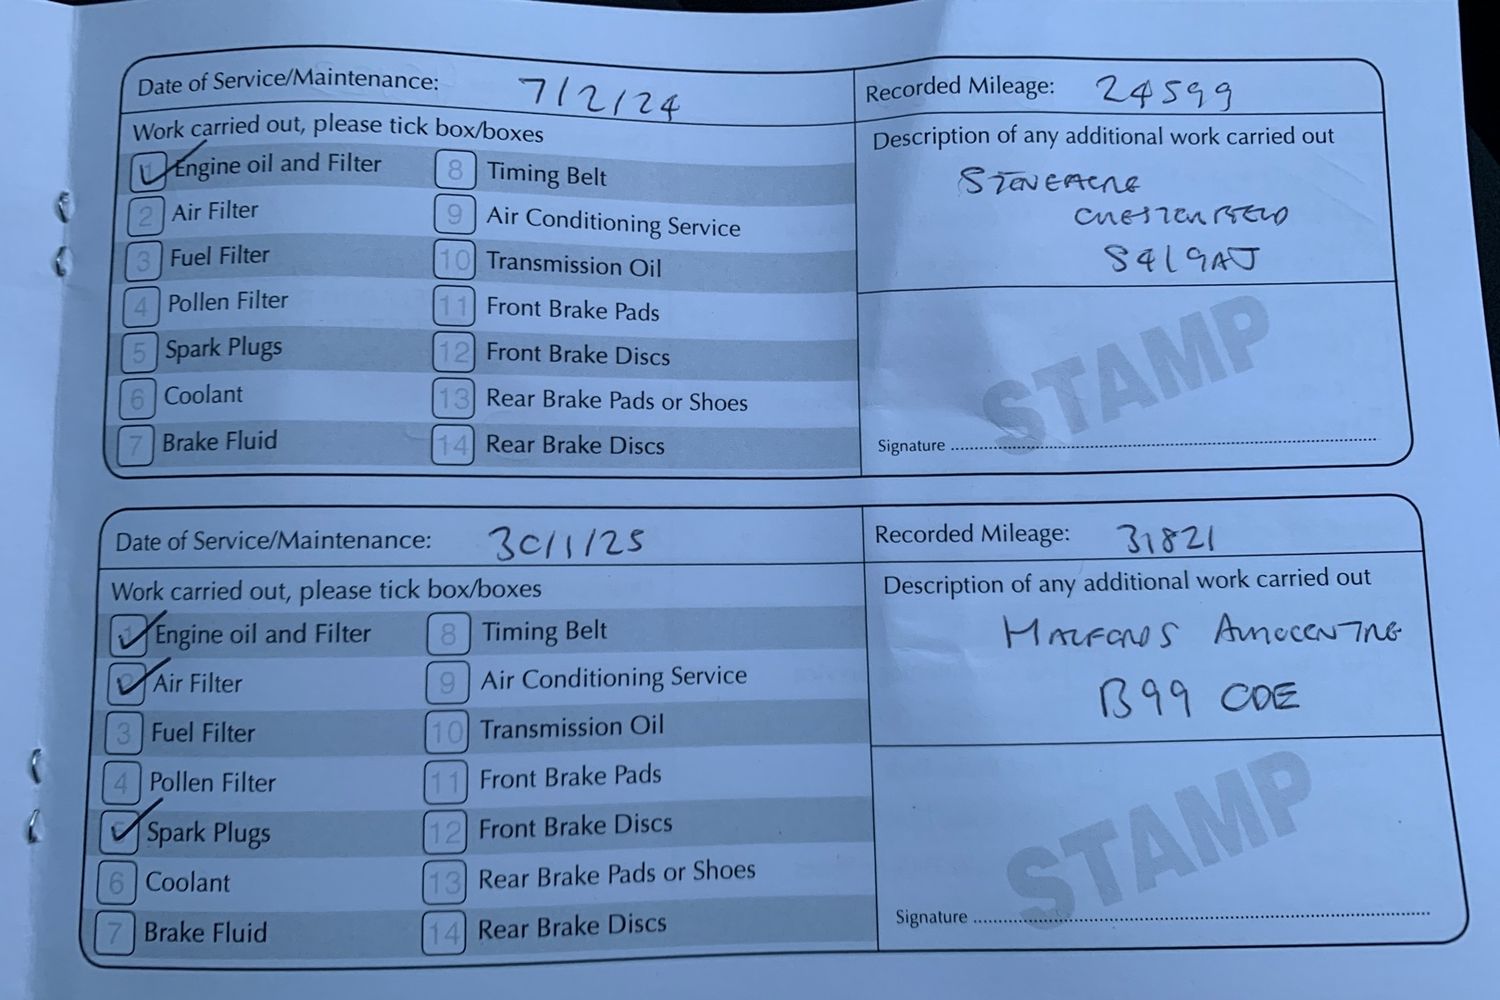 Date of Service/Maintenance: 7/2/24
Recorded Mileage: 24599
Work carried out, please tick box/boxes
1 Engine oil and Filter
2 Air Filter
3 Fuel Filter
4 Pollen Filter
5 Spark Plugs
6 Coolant
7 Brake Fluid
8 Timing Belt
9 Air Conditioning Service
10 Transmission Oil
11 Front Brake Pads
12 Front Brake Discs
13 Rear Brake Pads or Shoes
14 Rear Brake Discs
Description of any additional work carried out
STONEACRE
CHESTERFIELD
S41 9AJ
STAMP
Signature
Date of Service/Maintenance: 30/1/25
Recorded Mileage: 31821
Work carried out, please tick box/boxes
1 Engine oil and Filter
2 Air Filter
3 Fuel Filter
4 Pollen Filter
5 Spark Plugs
6 Coolant
7 Brake Fluid
8 Timing Belt
9 Air Conditioning Service
10 Transmission Oil
11 Front Brake Pads
12 Front Brake Discs
13 Rear Brake Pads or Shoes
14 Rear Brake Discs
Description of any additional work carried out
HALFORDS AUTOCENTRE
B99 CDE
STAMP
Signature